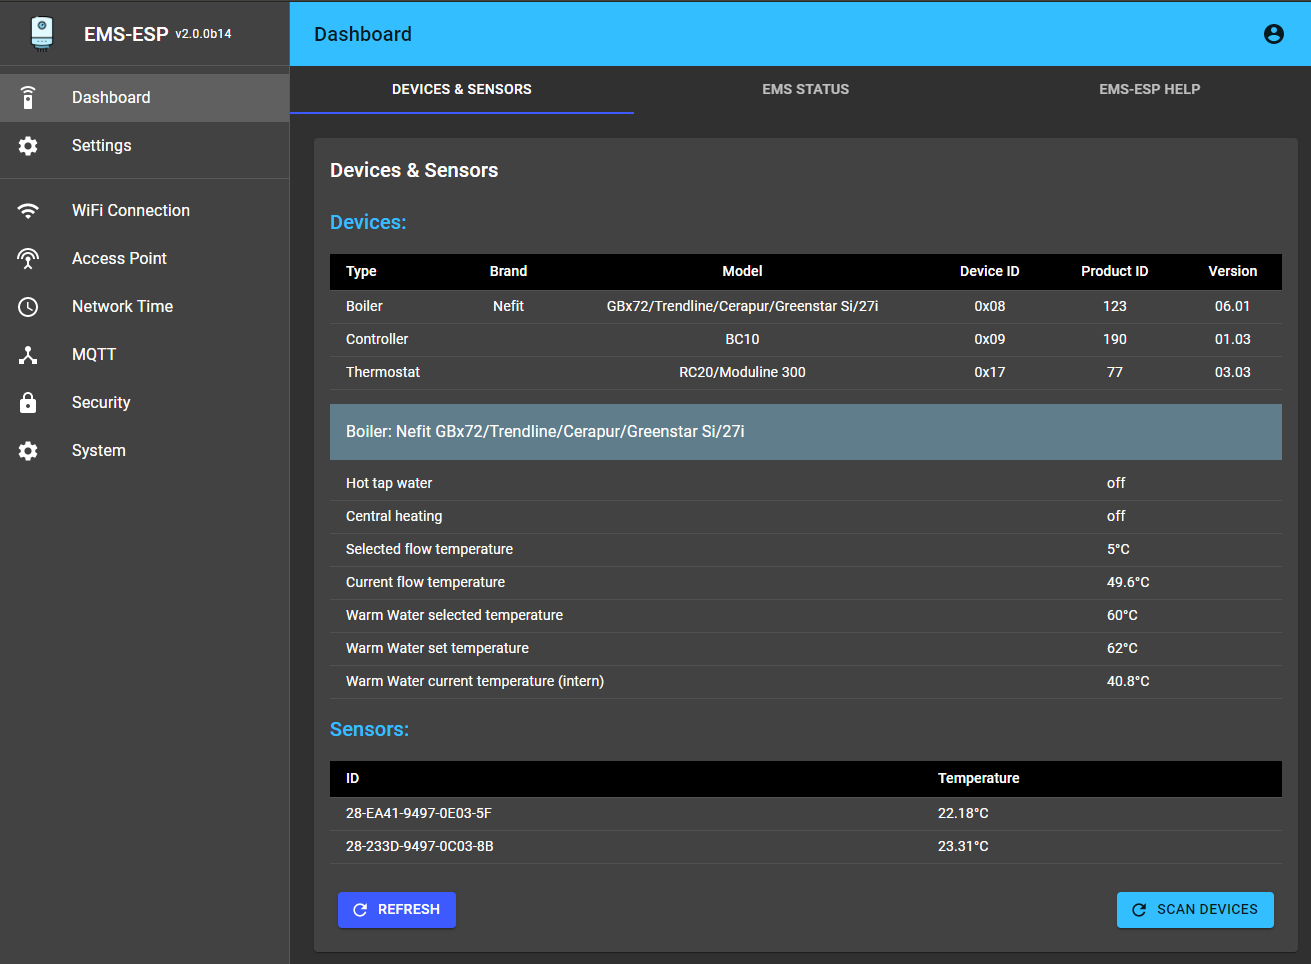 EMS-ESP v2.0.0b14
Dashboard
Dashboard
Settings
WiFi Connection
Access Point
Network Time
MQTT
Security
System
DEVICES & SENSORS EMS STATUS EMS-ESP HELP
Devices & Sensors
Devices:
Type Brand Model Device ID Product ID Version
Boiler Nefit GBx72/Trendline/Cerapur/Greenstar Si/27i 0x08 123 06.01
Controller BC10 0x09 190 01.03
Thermostat RC20/Moduline 300 0x17 77 03.03
Boiler: Nefit GBx72/Trendline/Cerapur/Greenstar Si/27i
Hot tap water off
Central heating off
Selected flow temperature 5°C
Current flow temperature 49.6°C
Warm Water selected temperature 60°C
Warm Water set temperature 62°C
Warm Water current temperature (intern) 40.8°C
Sensors:
ID Temperature
28-EA41-9497-0E03-5F 22.18°C
28-233D-9497-0C03-8B 23.31°C
REFRESH SCAN DEVICES